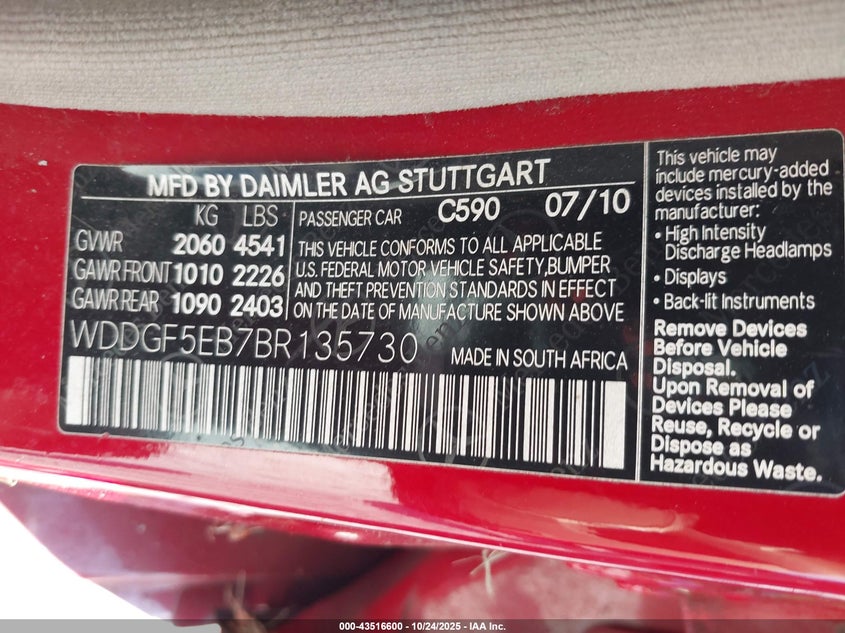 MFD BY DAIMLER AG STUTTGART
KG LBS
GVWR 2060 4541
GAWR FRONT 1010 2226
GAWR REAR 1090 2403
PASSENGER CAR C590 07/10
THIS VEHICLE CONFORMS TO ALL APPLICABLE
U.S. FEDERAL MOTOR VEHICLE SAFETY, BUMPER
AND THEFT PREVENTION STANDARDS IN EFFECT
ON THE DATE OF MANUFACTURE SHOWN ABOVE
WDDGF5EB7BR135730 MADE IN SOUTH AFRICA
This vehicle may
include mercury-added
devices installed by the
manufacturer:
• High Intensity
Discharge Headlamps
• Displays
• Back-lit Instruments
Remove Devices
Before Vehicle
Disposal.
Upon Removal of
Devices Please
Reuse, Recycle or
Dispose as
Hazardous Waste.
000-43516600 - 10/24/2025 - IAA Inc.